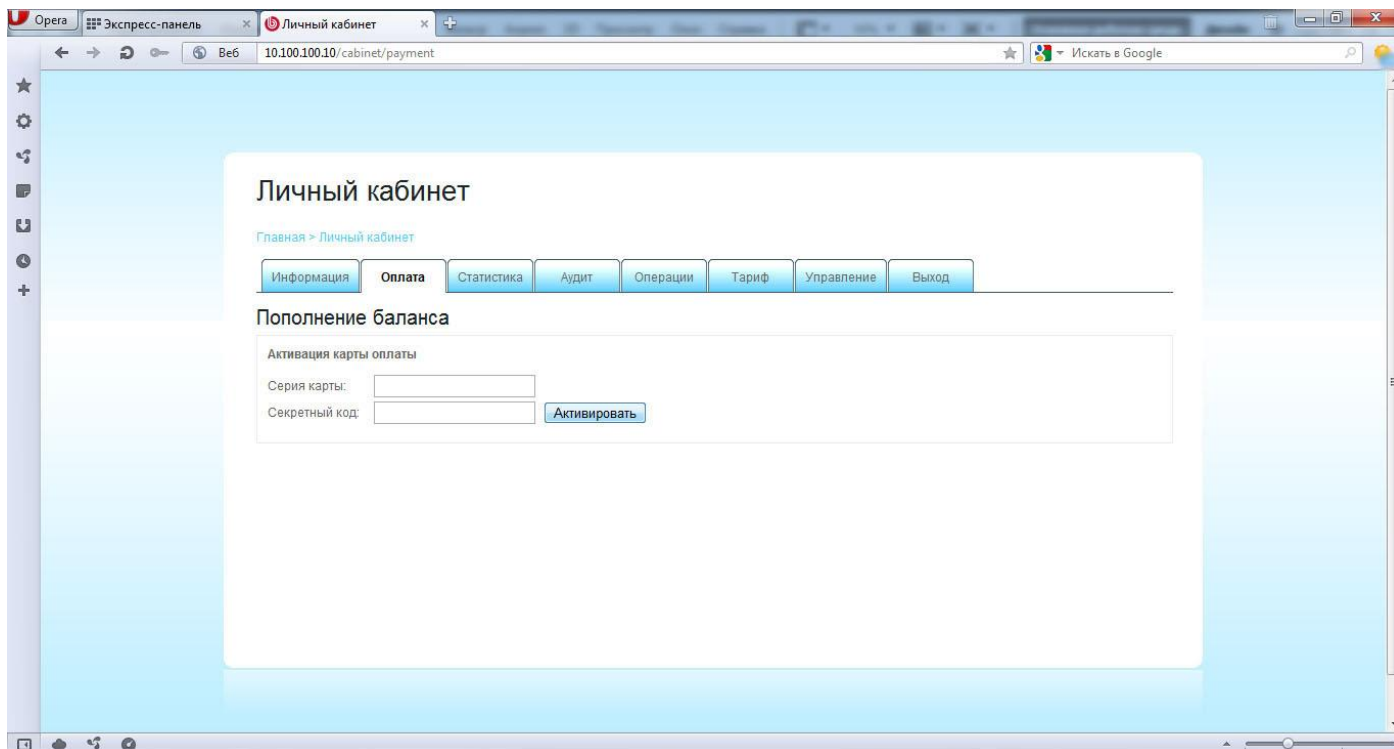 Opera
Экспресс-панель
Личный кабинет
Веб
10.100.100.10/cabinet/payment
Искать в Google
Личный кабинет
Главная > Личный кабинет
Информация
Оплата
Статистика
Аудит
Операции
Тариф
Управление
Выход
Пополнение баланса
Активация карты оплаты
Серия карты:
Секретный код:
Активировать